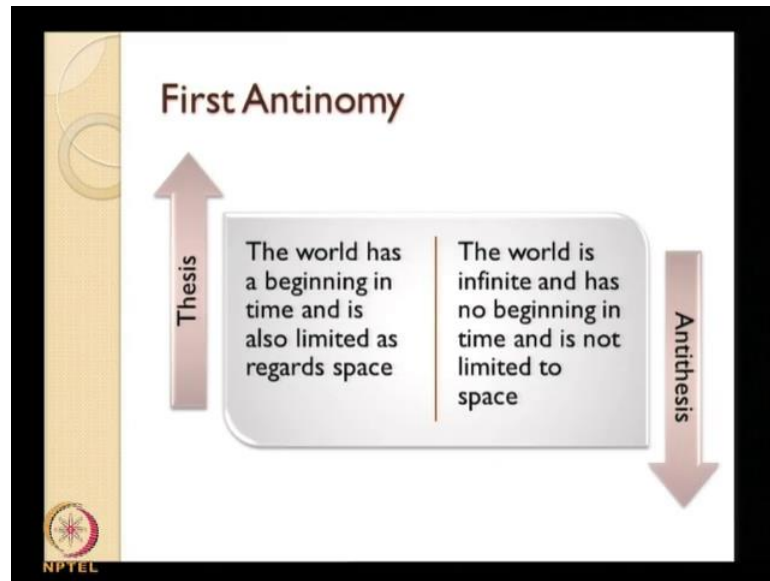 First Antinomy
Thesis
The world has
a beginning in
time and is
also limited as
regards space
The world is
infinite and has
no beginning in
time and is not
limited to
space
Antithesis
NPTEL